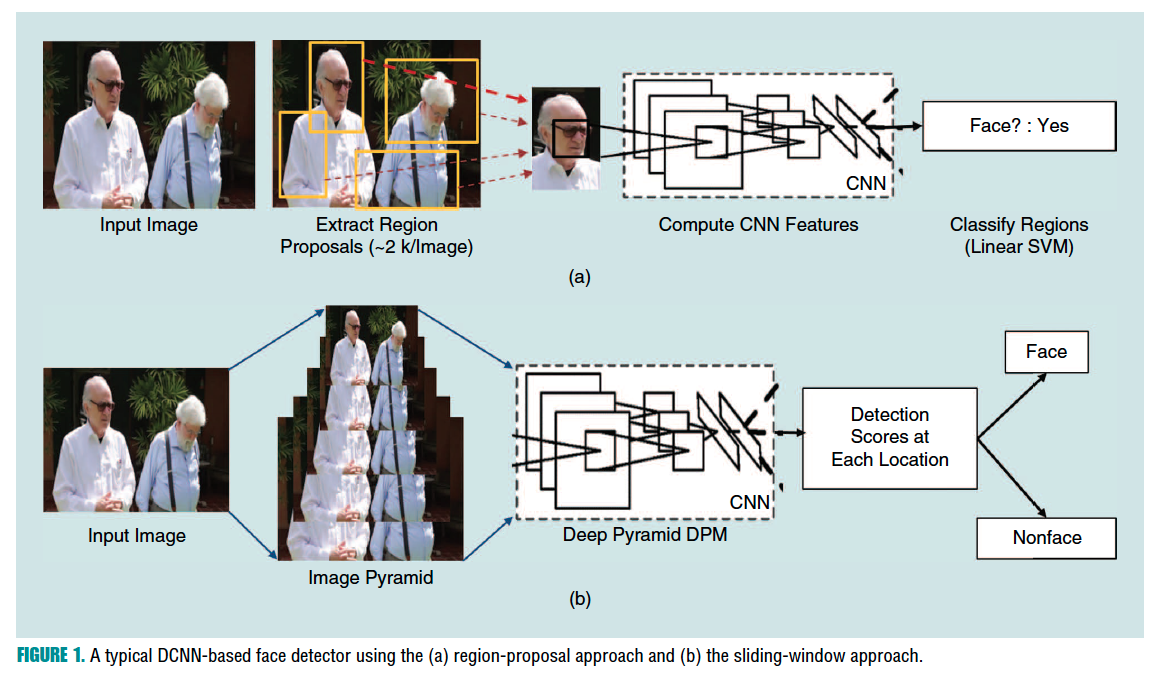 Input Image
Extract Region
Proposals (~2 k/Image)
CNN
Compute CNN Features
Face? : Yes
Classify Regions
(Linear SVM)
(a)
Input Image
Image Pyramid
CNN
Deep Pyramid DPM
Detection
Scores at
Each Location
Face
Nonface
(b)
FIGURE 1. A typical DCNN-based face detector using the (a) region-proposal approach and (b) the sliding-window approach.